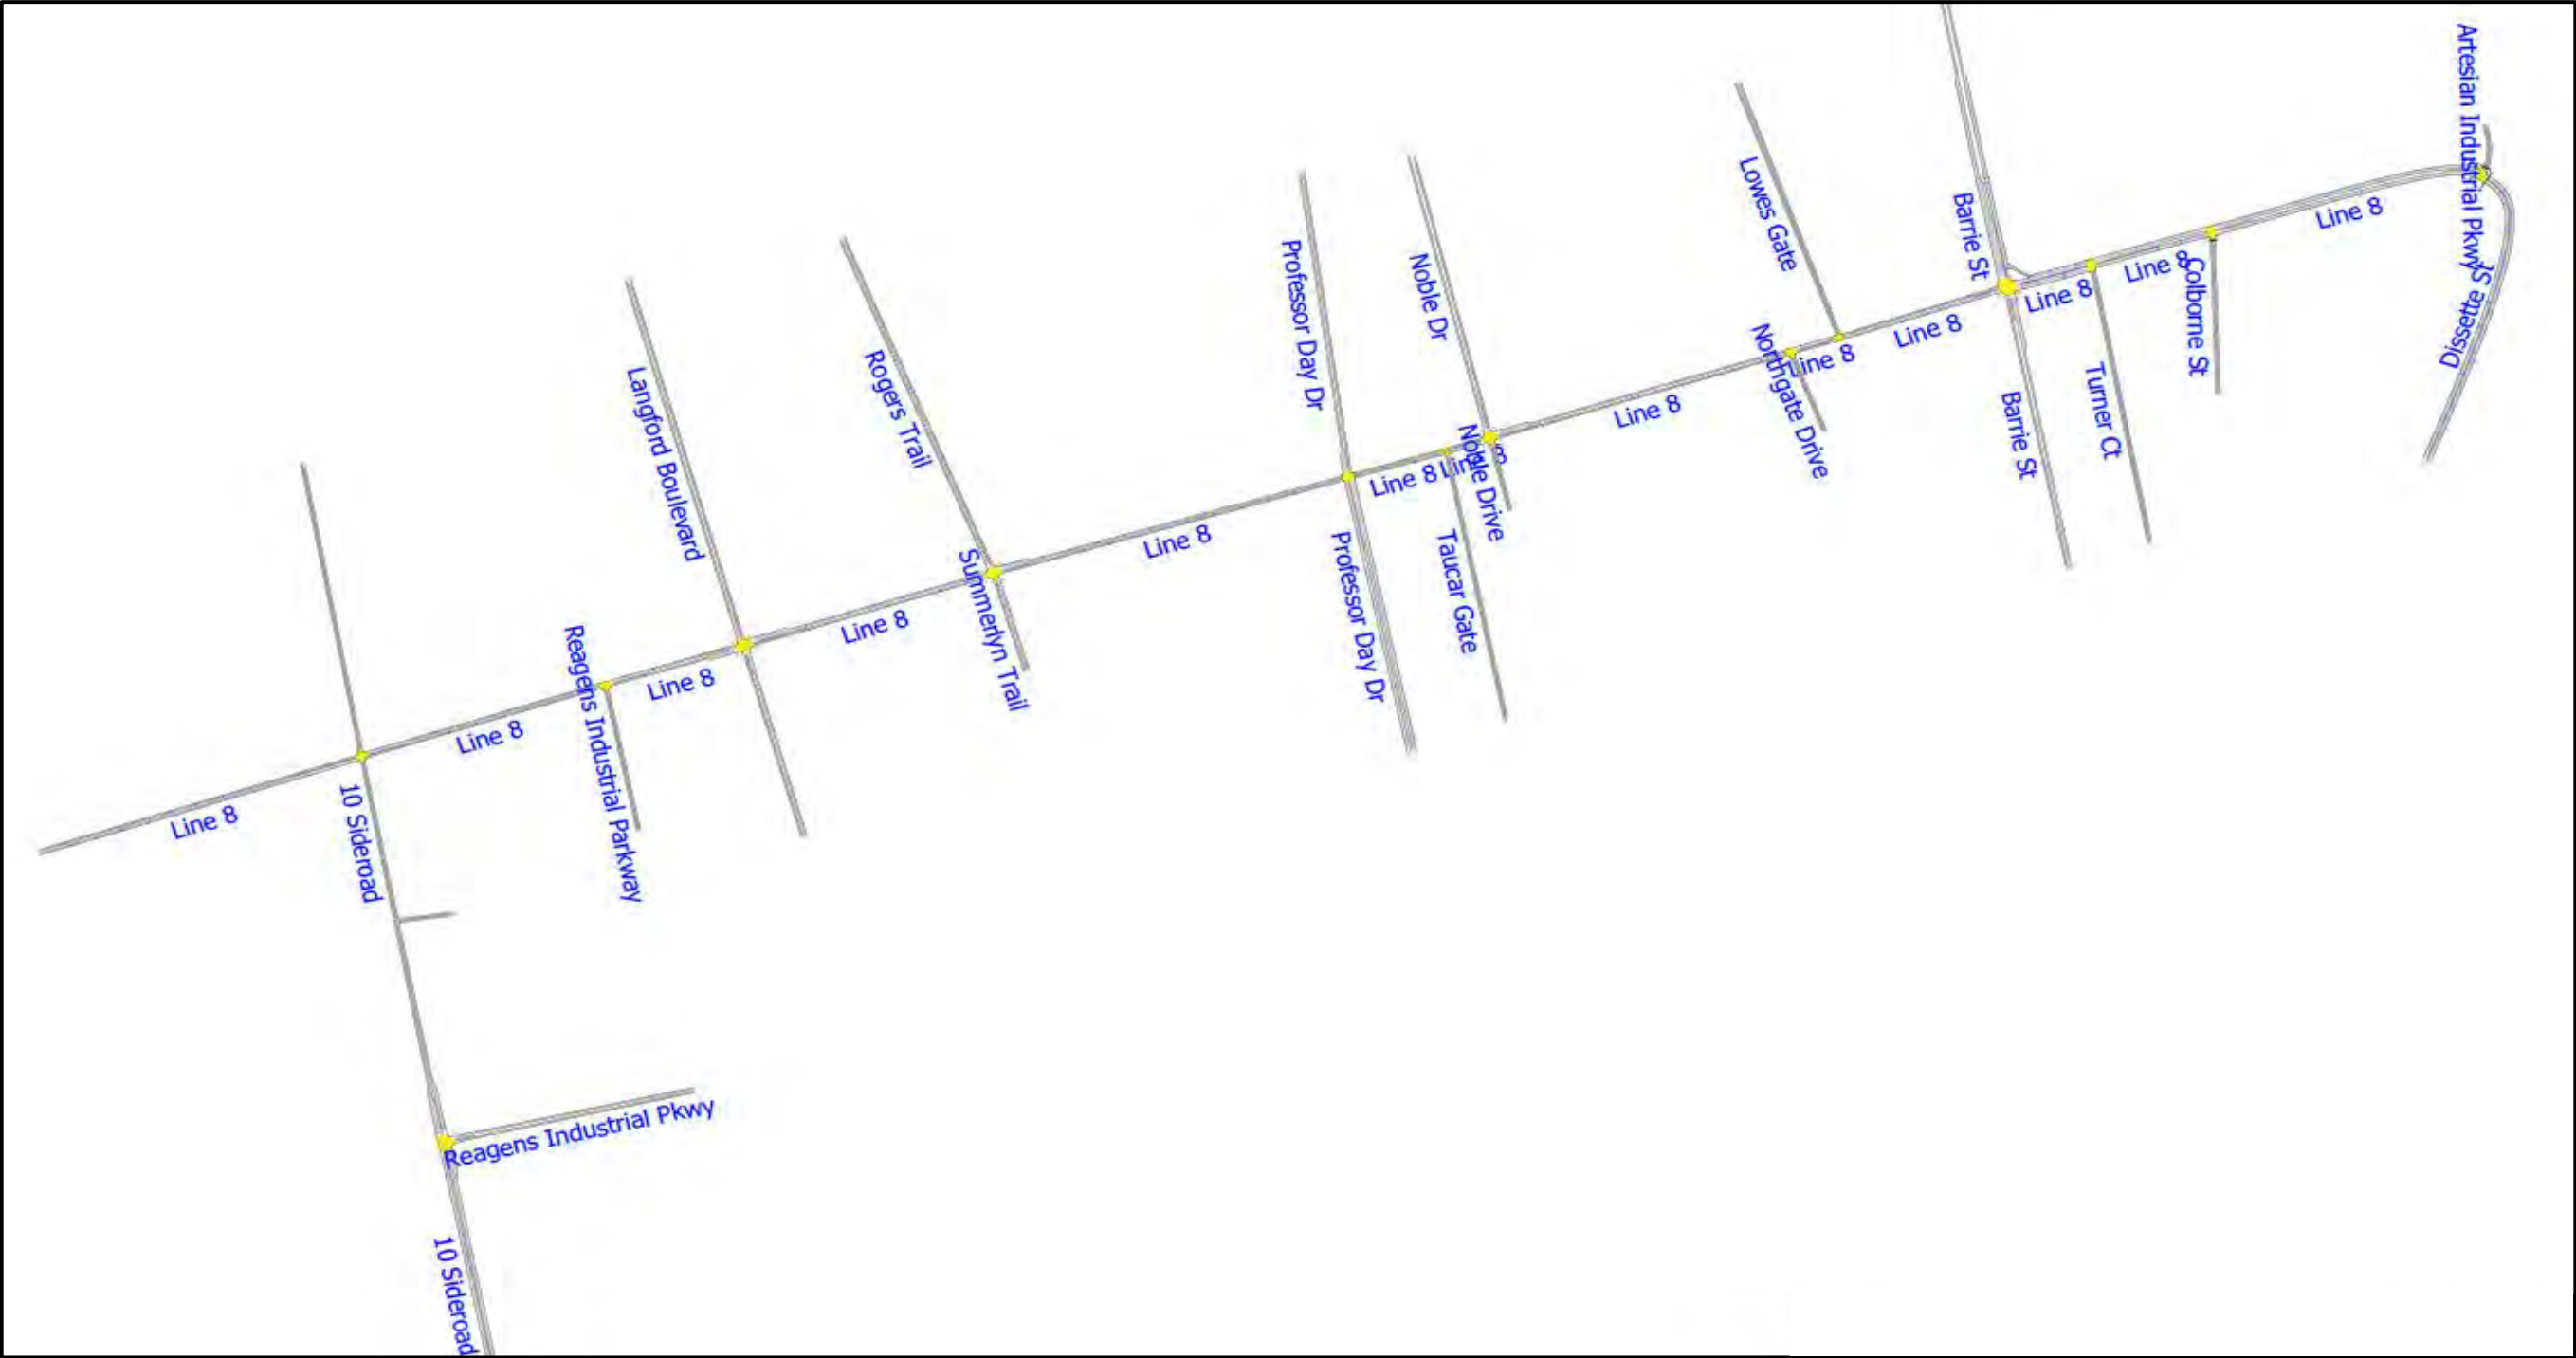 Artesian Industrial Pkwy
Line 8
Lowes Gate
Barrie St
Professor Day Dr
Noble Dr
Line 8
Line 8
Colborne St
Dissette St
Line 8
Northgate Drive
Line 8
Rogers Trail
Langford Boulevard
Turner Ct
Barrie St
Line 8
Noble Drive
Line 8
Line 8
Taucar Gate
Professor Day Dr
Line 8
Summerlyn Trail
Line 8
Reagens Industrial Parkway
Line 8
Line 8
10 Sideroad
Line 8
Reagens Industrial Pkwy
10 Sideroad